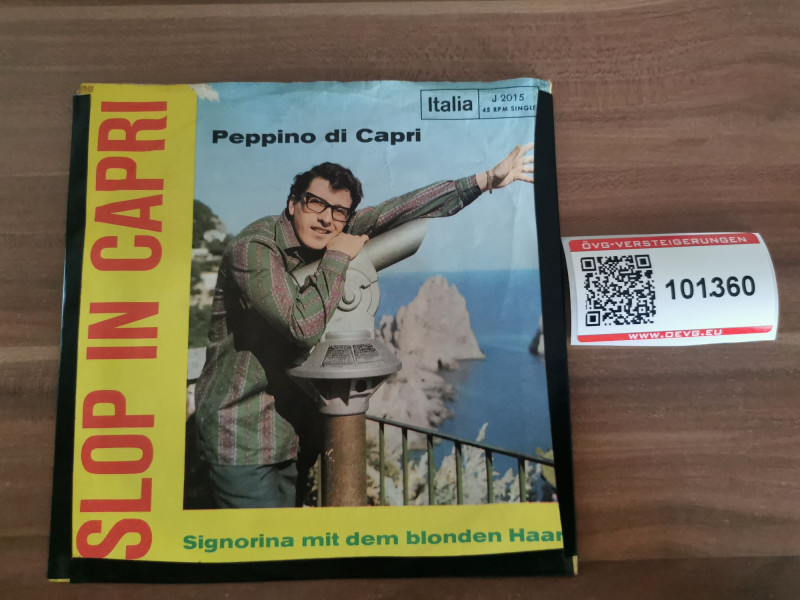 SLOP IN CAPRI
Italia
J 2015
45 RPM SINGLE
Peppino di Capri
Signorina mit dem blonden Haar
ÖVG-VERSTEIGERUNGEN
101360
WWW.OEVG.EU